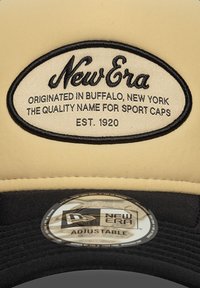 New Era
ORIGINATED IN BUFFALO, NEW YORK
THE QUALITY NAME FOR SPORT CAPS
EST. 1920
NEW ERA
ADJUSTABLE